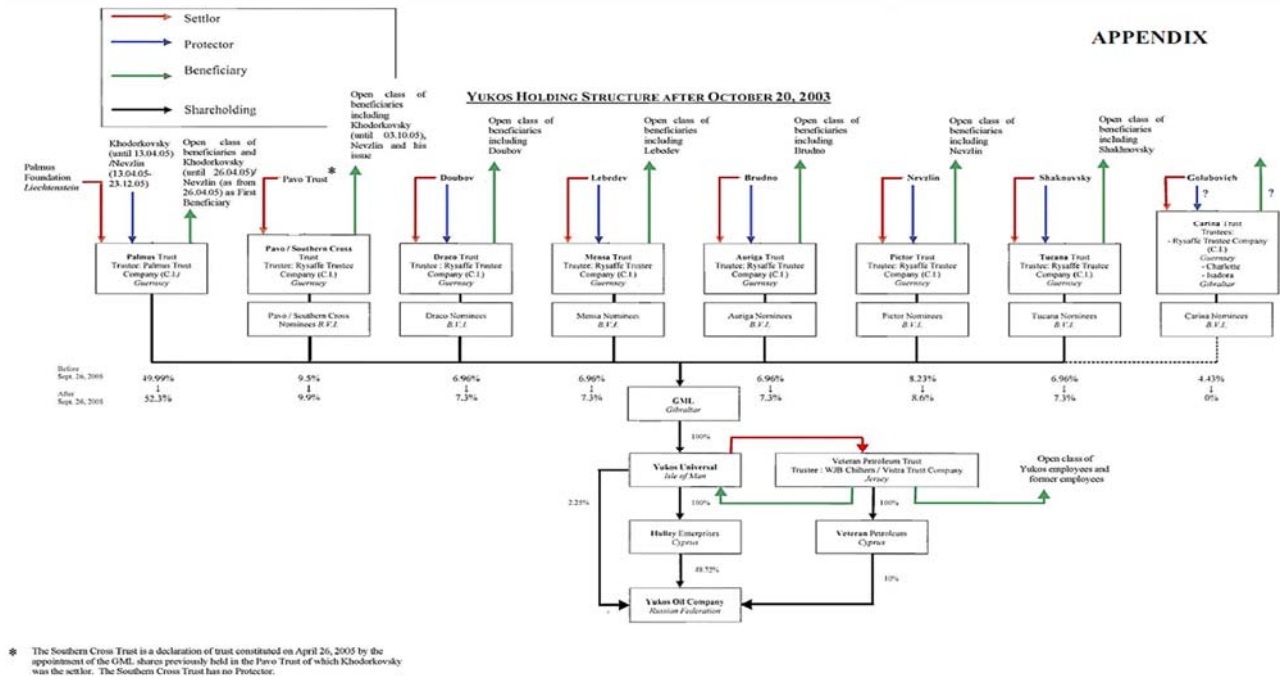 Settlor
Protector
Beneficiary
Shareholding
APPENDIX
YUKOS HOLDING STRUCTURE AFTER OCTOBER 20, 2003
Palmus
Foundation
Liechtenstein
Khodorkovsky
(until 13.04.05)
/Nevzlin
(13.04.05-
23.12.05)
Open class of
beneficiaries and
Khodorkovsky
(until 26.04.05)/
Nevzlin (as from
26.04.05) as First
Beneficiary
Pavo Trust *
Open class of
beneficiaries
including
Khodorkovsky
(until 03.10.05),
Nevzlin and his
issue
Doubov
Open class of
beneficiaries
including
Doubov
Lebedev
Open class of
beneficiaries
including
Lebedev
Brudno
Open class of
beneficiaries
including
Brudno
Nevzlin
Open class of
beneficiaries
including
Nevzlin
Shaknovsky
Open class of
beneficiaries
including
Shakhnovsky
Golubovich
?
?
Palmus Trust
Trustee: Palmus Trust
Company (C.I.)
Guernsey
Pavo / Southern Cross
Trust
Trustee: Rysaffe Trustee
Company (C.I.)
Guernsey
Draco Trust
Trustee : Rysaffe Trustee
Company (C.I.)
Guernsey
Mensa Trust
Trustee: Rysaffe Trustee
Company (C.I.)
Guernsey
Auriga Trust
Trustee: Rysaffe Trustee
Company (C.I.)
Guernsey
Pictor Trust
Trustee: Rysaffe Trustee
Company (C.I.)
Guernsey
Tucana Trust
Trustee: Rysaffe Trustee
Company (C.I.)
Guernsey
Carina Trust
Trustees:
- Rysaffe Trustee Company
(C.I.)
Guernsey
- Charlotte
- Isadora
Gibraltar
Pavo / Southern Cross
Nominees B.V.I.
Draco Nominees
B.V.I.
Mensa Nominees
B.V.I.
Auriga Nominees
B.V.I.
Pictor Nominees
B.V.I.
Tucana Nominees
B.V.I.
Carina Nominees
B.V.I.
Before
Sept. 26, 2005
49.99% 9.5% 6.96% 6.96% 6.96% 8.23% 6.96% 4.43%
After
Sept. 26, 2005
52.3% 9.9% 7.3% 7.3% 7.3% 8.6% 7.3% 0%
GML
Gibraltar
100%
Yukos Universal
Isle of Man
Veteran Petroleum Trust
Trustee : WJB Chiltern / Vistra Trust Company
Jersey
Open class of
Yukos employees and
former employees
2.25%
100%
100%
Hulley Enterprises
Cyprus
Veteran Petroleum
Cyprus
48.72%
10%
Yukos Oil Company
Russian Federation
* The Southern Cross Trust is a declaration of trust constituted on April 26, 2005 by the
appointment of the GML shares previously held in the Pavo Trust of which Khodorkovsky
was the settlor. The Southern Cross Trust has no Protector.